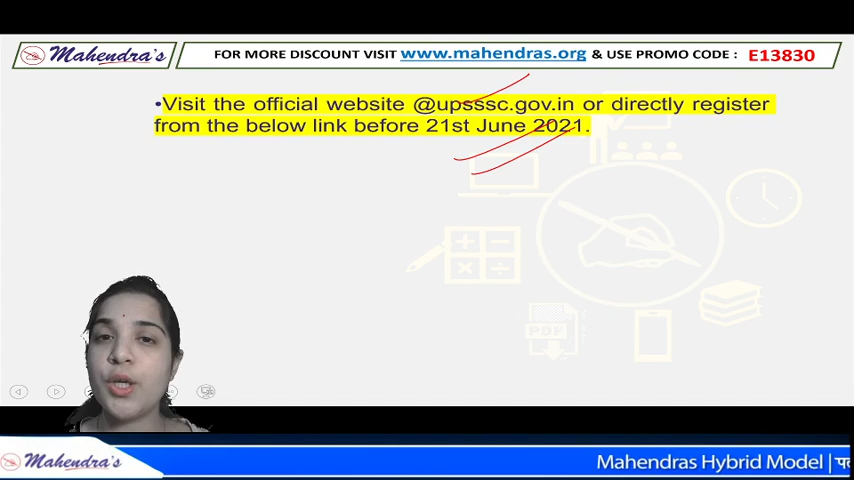 Mahendra's
FOR MORE DISCOUNT VISIT www.mahendras.org & USE PROMO CODE : E13830
•Visit the official website @upsssc.gov.in or directly register
from the below link before 21st June 2021.
PDF
Mahendra's
Mahendras Hybrid Model |